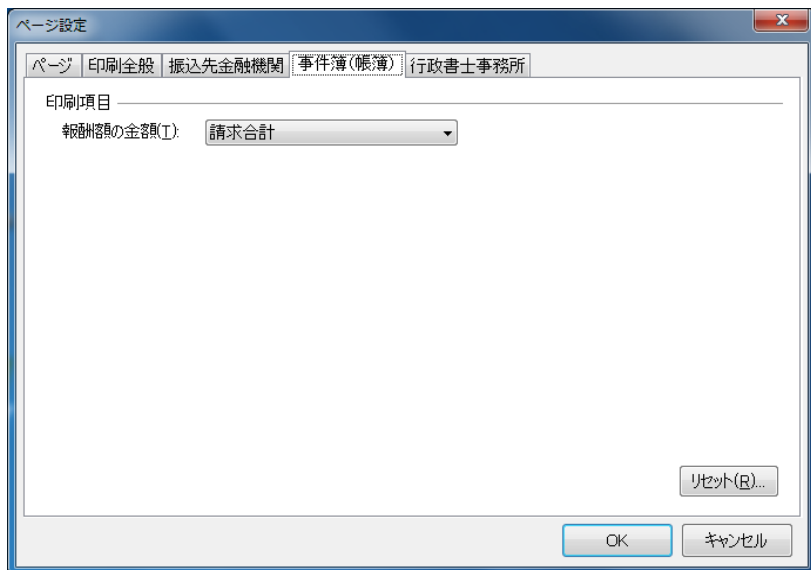 ページ設定
ページ 印刷全般 振込先金融機関 事件簿(帳簿) 行政書士事務所
印刷項目
報酬額の金額(T): 請求合計
リセット(R)...
OK キャンセル